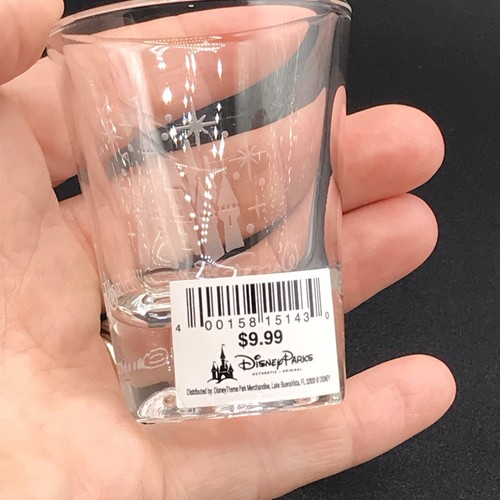 4 00158 15143 0
$9.99
Disney Parks
AUTHENTIC • ORIGINAL
Distributed by: Disney Theme Park Merchandise, Lake Buena Vista, FL 32830 © DISNEY